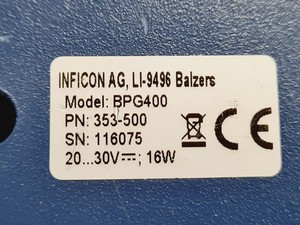 INFICON AG, LI-9496 Balzers
Model: BPG400
PN: 353-500
SN: 116075
20...30V⎓; 16W
CE